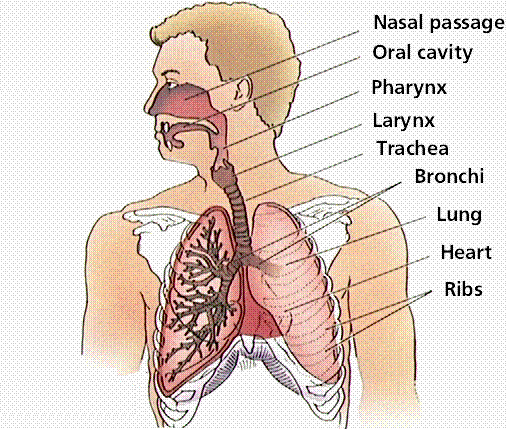 Nasal passage
Oral cavity
Pharynx
Larynx
Trachea
Bronchi
Lung
Heart
Ribs